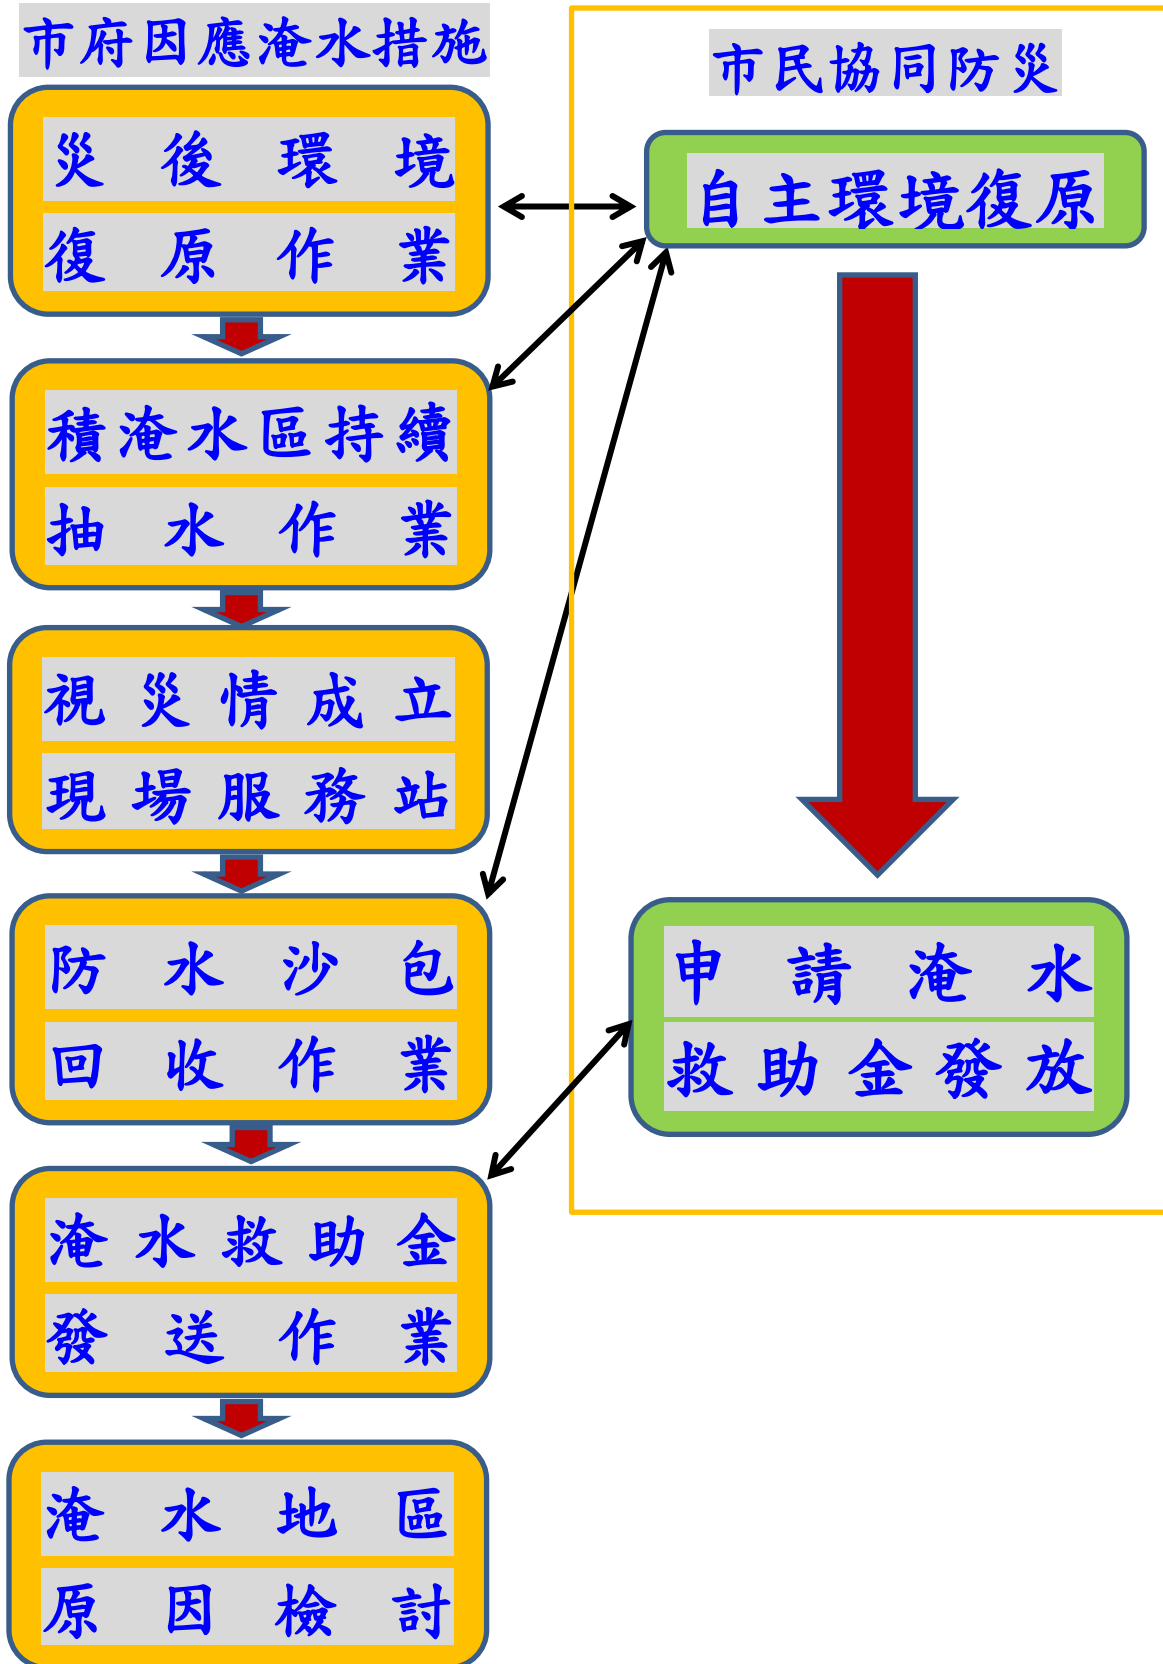 市府因應淹水措施
災後環境
復原作業
積淹水區持續
抽水作業
視災情成立
現場服務站
防水沙包
回收作業
淹水救助金
發送作業
淹水地區
原因檢討
市民協同防災
自主環境復原
申請淹水
救助金發放